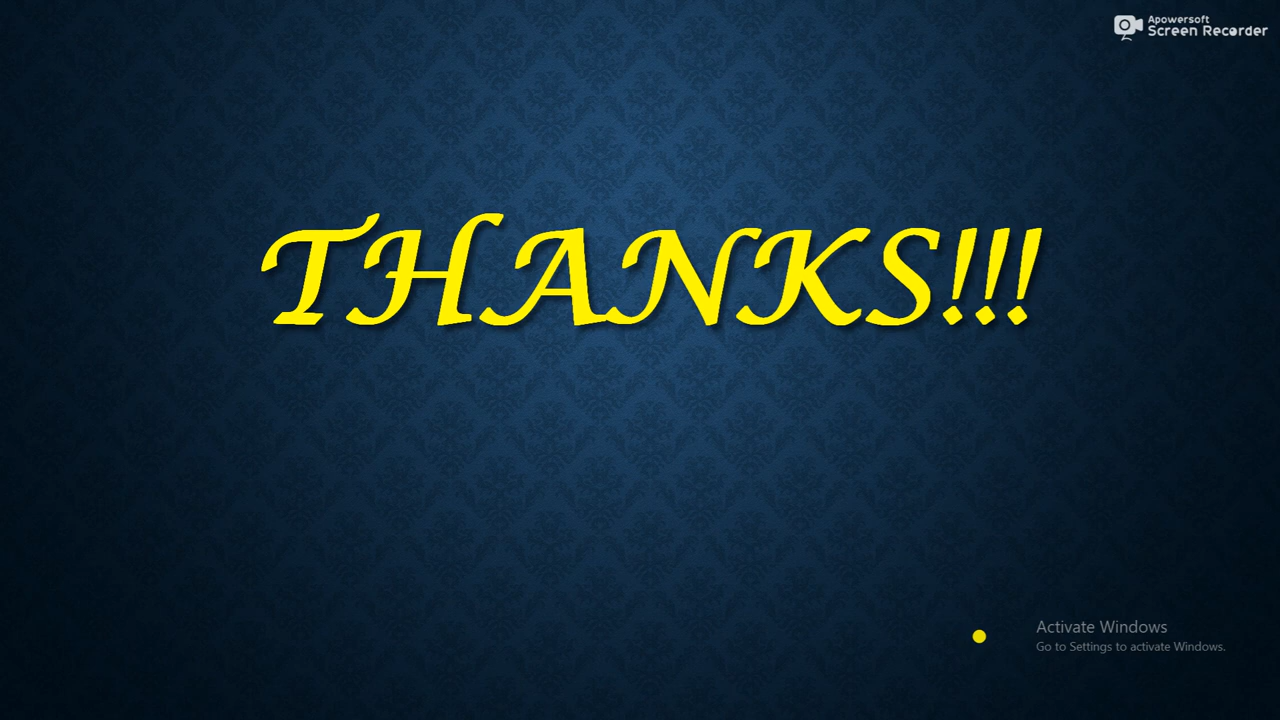 Apowersoft
Screen Recorder
THANKS!!!
Activate Windows
Go to Settings to activate Windows.